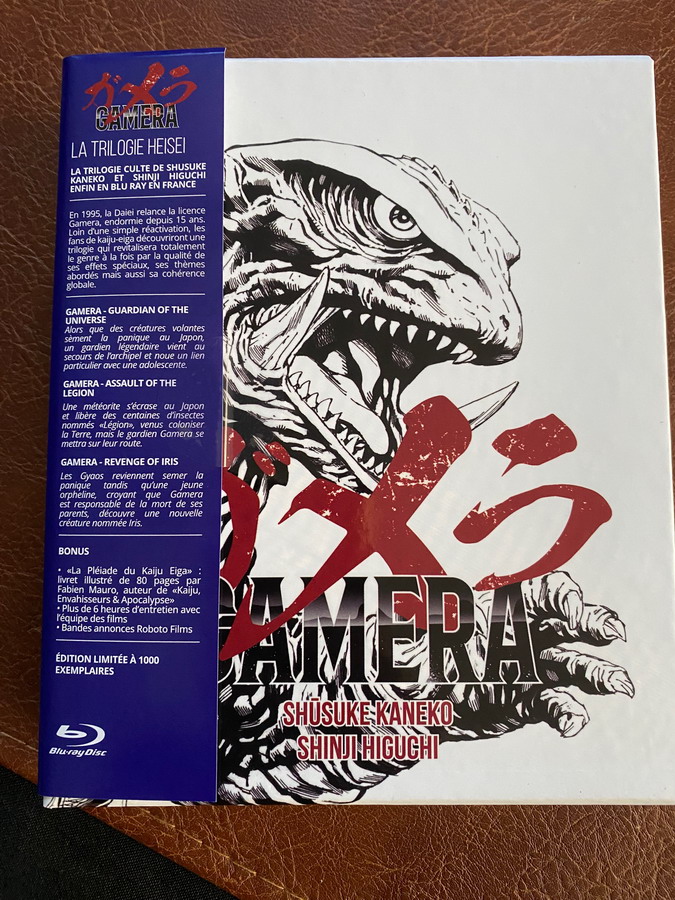 ガメラ
GAMERA
LA TRILOGIE HEISEI
LA TRILOGIE CULTE DE SHUSUKE
KANEKO ET SHINJI HIGUCHI
ENFIN EN BLU RAY EN FRANCE
En 1995, la Daiei relance la licence
Gamera, endormie depuis 15 ans.
Loin d'une simple réactivation, les
fans de kaiju-eiga découvriront une
trilogie qui revitalisera totalement
le genre à la fois par la qualité de
ses effets spéciaux, ses thèmes
abordés mais aussi sa cohérence
globale.
GAMERA - GUARDIAN OF THE
UNIVERSE
Alors que des créatures volantes
sèment la panique au Japon,
un gardien légendaire vient au
secours de l'archipel et noue un lien
particulier avec une adolescente.
GAMERA - ASSAULT OF THE
LEGION
Une météorite s'écrase au Japon
et libère des centaines d'insectes
nommés «Légion», venus coloniser
la Terre, mais le gardien Gamera se
mettra sur leur route.
GAMERA - REVENGE OF IRIS
Les Gyaos reviennent semer la
panique tandis qu'une jeune
orpheline, croyant que Gamera
est responsable de la mort de ses
parents, découvre une nouvelle
créature nommée Iris.
BONUS
• «La Pléiade du Kaiju Eiga» :
livret illustré de 80 pages par
Fabien Mauro, auteur de «Kaiju,
Envahisseurs & Apocalypse»
• Plus de 6 heures d'entretien avec
l'équipe des films
• Bandes annonces Roboto Films
ÉDITION LIMITÉE À 1000
EXEMPLAIRES
Blu-ray Disc
ガメラ
GAMERA
SHŪSUKE KANEKO
SHINJI HIGUCHI